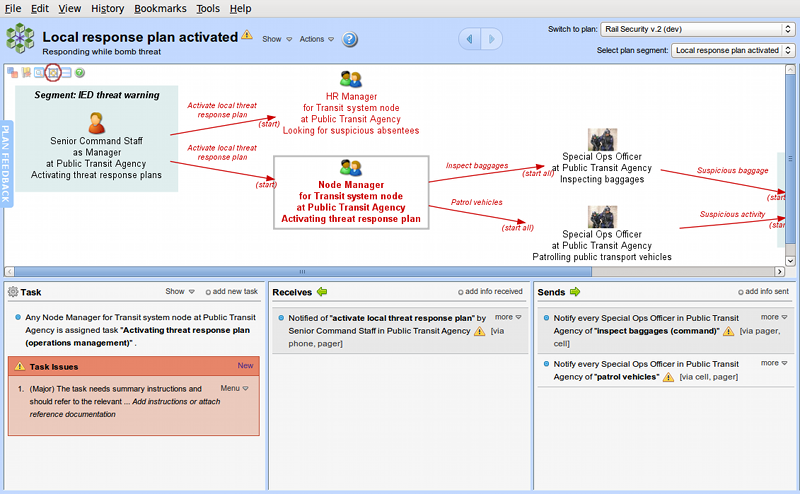 File Edit View History Bookmarks Tools Help
Local response plan activated
Responding while bomb threat
Show
Actions
Switch to plan:
Rail Security v.2 (dev)
Select plan segment:
Local response plan activated
PLAN FEEDBACK
Segment: IED threat warning
Senior Command Staff
as Manager
at Public Transit Agency
Activating threat response plans
Activate local threat
response plan
(start)
Activate local threat
response plan
(start)
HR Manager
for Transit system node
at Public Transit Agency
Looking for suspicious absentees
Node Manager
for Transit system node
at Public Transit Agency
Activating threat response plan
Inspect baggages
(start all)
Patrol vehicles
(start all)
Special Ops Officer
at Public Transit Agency
Inspecting baggages
Special Ops Officer
at Public Transit Agency
Patrolling public transport vehicles
Suspicious baggage
(start
Suspicious activity
(start
Task
Show
add new task
Any Node Manager for Transit system node at Public Transit
Agency is assigned task "Activating threat response plan
(operations management)" .
Task Issues
New
1. (Major) The task needs summary instructions and
should refer to the relevant ... Add instructions or attach
reference documentation
Menu
Receives
add info received
Notified of "activate local threat response plan" by
Senior Command Staff in Public Transit Agency [via
phone, pager]
more
Sends
add info sent
Notify every Special Ops Officer in Public Transit
Agency of "inspect baggages (command)" [via pager,
cell]
more
Notify every Special Ops Officer in Public Transit
Agency of "patrol vehicles" [via cell, pager]
more